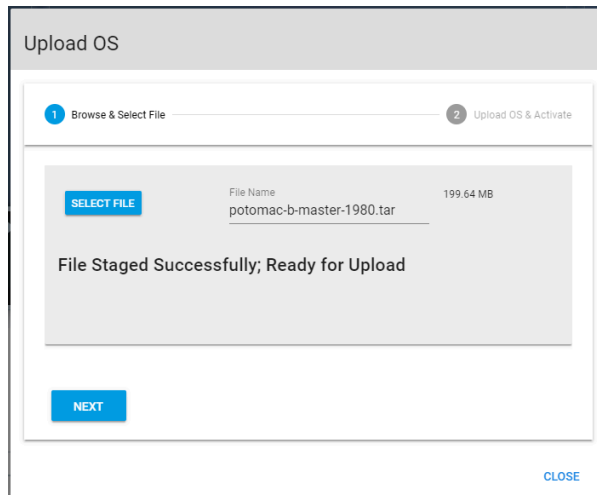 Upload OS
1 Browse & Select File
2 Upload OS & Activate
SELECT FILE
File Name
potomac-b-master-1980.tar
199.64 MB
File Staged Successfully; Ready for Upload
NEXT
CLOSE